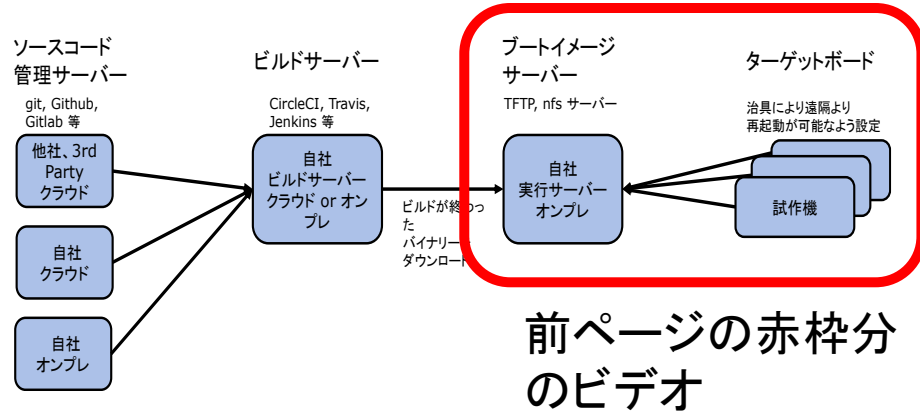 ソースコード
管理サーバー
git, Github,
Gitlab 等
他社、3rd
Party
クラウド
自社
クラウド
自社
オンプレ
ビルドサーバー
CircleCI, Travis,
Jenkins 等
自社
ビルドサーバー
クラウド or オン
プレ
ビルドが終わっ
た
バイナリー
ダウンロード
ブートイメージ
サーバー
TFTP, nfs サーバー
自社
実行サーバー
オンプレ
ターゲットボード
治具により遠隔より
再起動が可能なよう設定
試作機
前ページの赤枠分
のビデオ